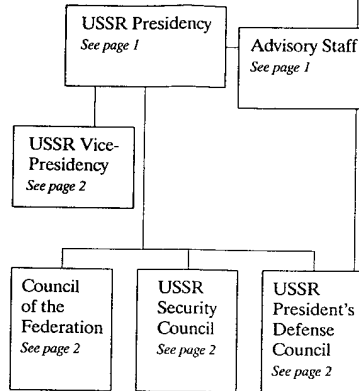 USSR Presidency
See page 1
Advisory Staff
See page 1
USSR Vice-
Presidency
See page 2
Council
of the
Federation
See page 2
USSR
Security
Council
See page 2
USSR
President's
Defense
Council
See page 2